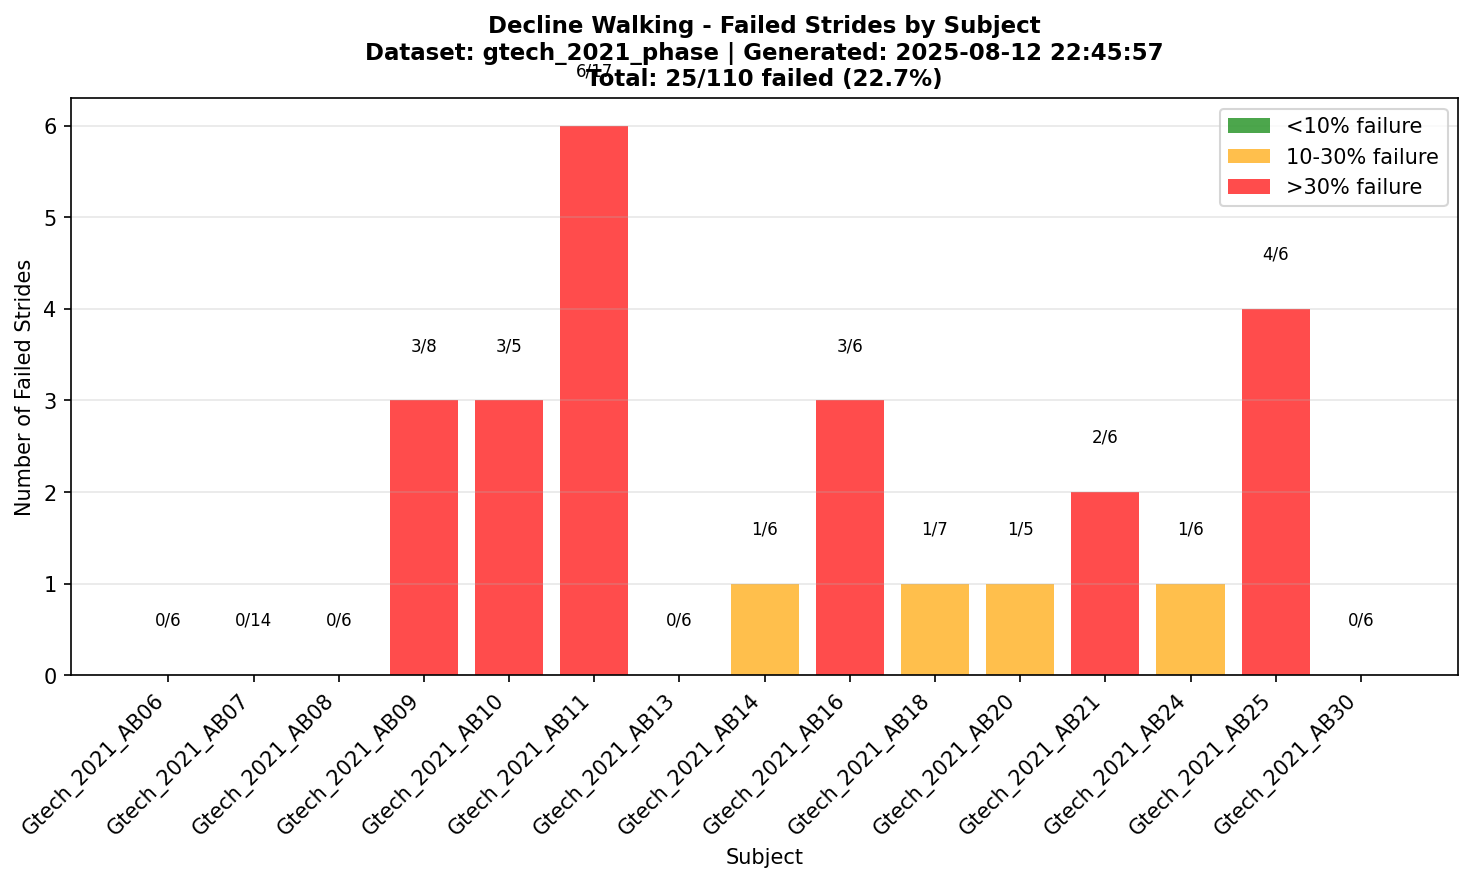 Decline Walking - Failed Strides by Subject
Dataset: gtech_2021_phase | Generated: 2025-08-12 22:45:57
Total: 25/110 failed (22.7%)
6/17
<10% failure
10-30% failure
>30% failure
Number of Failed Strides
6
5
4
3
2
1
0
0/6
0/14
0/6
3/8
3/5
0/6
1/6
3/6
1/7
1/5
2/6
1/6
4/6
0/6
Gtech_2021_AB06
Gtech_2021_AB07
Gtech_2021_AB08
Gtech_2021_AB09
Gtech_2021_AB10
Gtech_2021_AB11
Gtech_2021_AB13
Gtech_2021_AB14
Gtech_2021_AB16
Gtech_2021_AB18
Gtech_2021_AB20
Gtech_2021_AB21
Gtech_2021_AB24
Gtech_2021_AB25
Gtech_2021_AB30
Subject